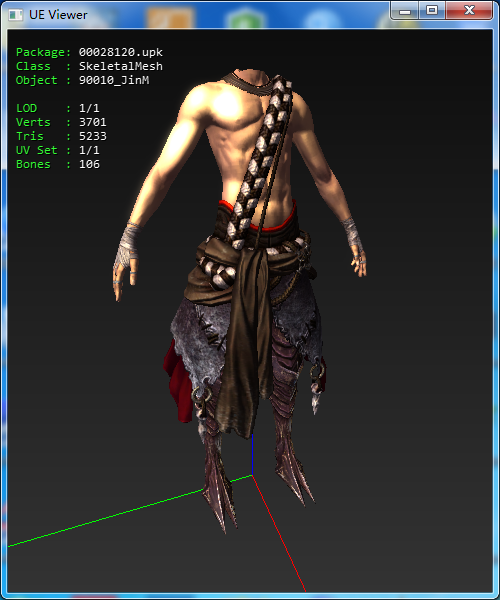 UE Viewer
Package: 00028120.upk
Class  : SkeletalMesh
Object : 90010_JinM
LOD    : 1/1
Verts  : 3701
Tris   : 5233
UV Set : 1/1
Bones  : 106